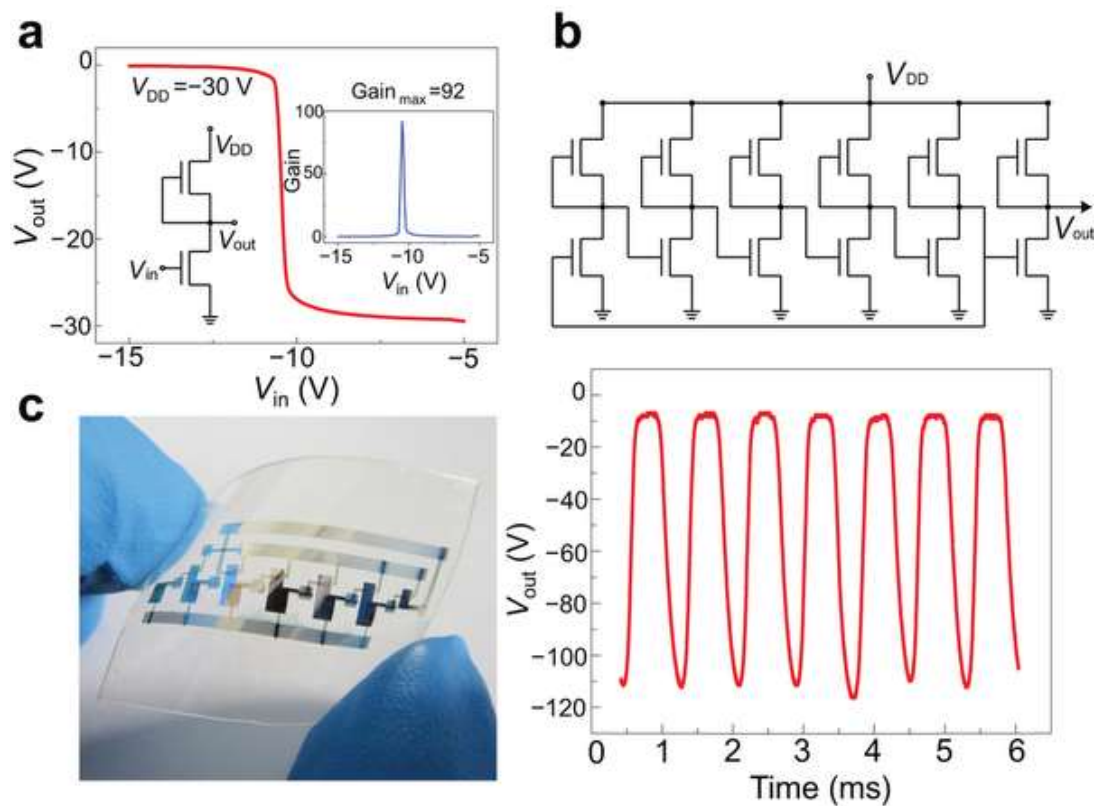 a
V_DD =−30 V
Gain_max =92
V_out (V)
0
−10
−20
−30
−15
−10
−5
V_in (V)
V_DD
V_out
V_in
Gain
100
50
0
−15
−10
−5
V_in (V)
b
V_DD
V_out
c
V_out (V)
0
−20
−40
−60
−80
−100
−120
0 1 2 3 4 5 6
Time (ms)